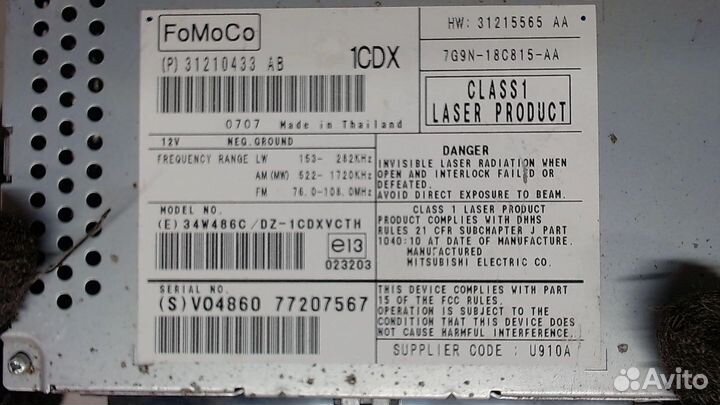 FoMoCo
1CDX
(P) 31210433 AB
0707 Made in Thailand
HW: 31215565 AA
7G9N-18C815-AA
CLASS1
LASER PRODUCT
12V NEG.GROUND
FREQUENCY RANGE LW 153- 282KHz
AM(MW) 522- 1720KHz
FM 76.0-108.0MHz
DANGER
INVISIBLE LASER RADIATION WHEN
OPEN AND INTERLOCK FAILED OR
DEFEATED.
AVOID DIRECT EXPOSURE TO BEAM.
MODEL NO.
(E) 34W486C/DZ-1CDXVCTH
e13
023203
CLASS 1 LASER PRODUCT
PRODUCT COMPLIES WITH DHHS
RULES 21 CFR SUBCHAPTER J PART
1040:10 AT DATE OF MANUFACTURE.
MANUFACTURED
MITSUBISHI ELECTRIC CO.
SERIAL NO.
(S)V04860 77207567
THIS DEVICE COMPLIES WITH PART
15 OF THE FCC RULES.
OPERATION IS SUBJECT TO THE
CONDITION THAT THIS DEVICE DOES
NOT CAUSE HARMFUL INTERFERENCE.
SUPPLIER CODE : U910A
Avito